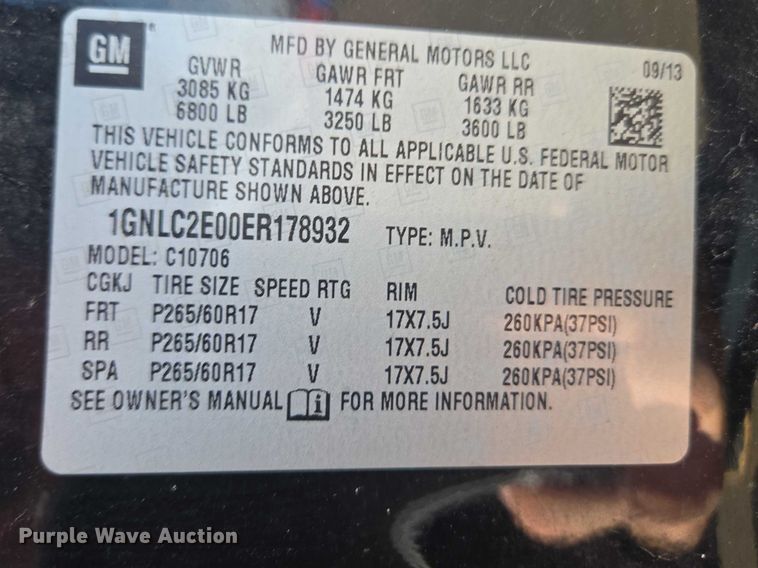 GM
MFD BY GENERAL MOTORS LLC
09/13
GVWR GAWR FRT GAWR RR
3085 KG 1474 KG 1633 KG
6800 LB 3250 LB 3600 LB
THIS VEHICLE CONFORMS TO ALL APPLICABLE U.S. FEDERAL MOTOR
VEHICLE SAFETY STANDARDS IN EFFECT ON THE DATE OF
MANUFACTURE SHOWN ABOVE.
1GNLC2E00ER178932 TYPE: M.P.V.
MODEL: C10706
CGKJ TIRE SIZE SPEED RTG RIM COLD TIRE PRESSURE
FRT P265/60R17 V 17X7.5J 260KPA(37PSI)
RR P265/60R17 V 17X7.5J 260KPA(37PSI)
SPA P265/60R17 V 17X7.5J 260KPA(37PSI)
SEE OWNER'S MANUAL i FOR MORE INFORMATION.
Purple Wave Auction